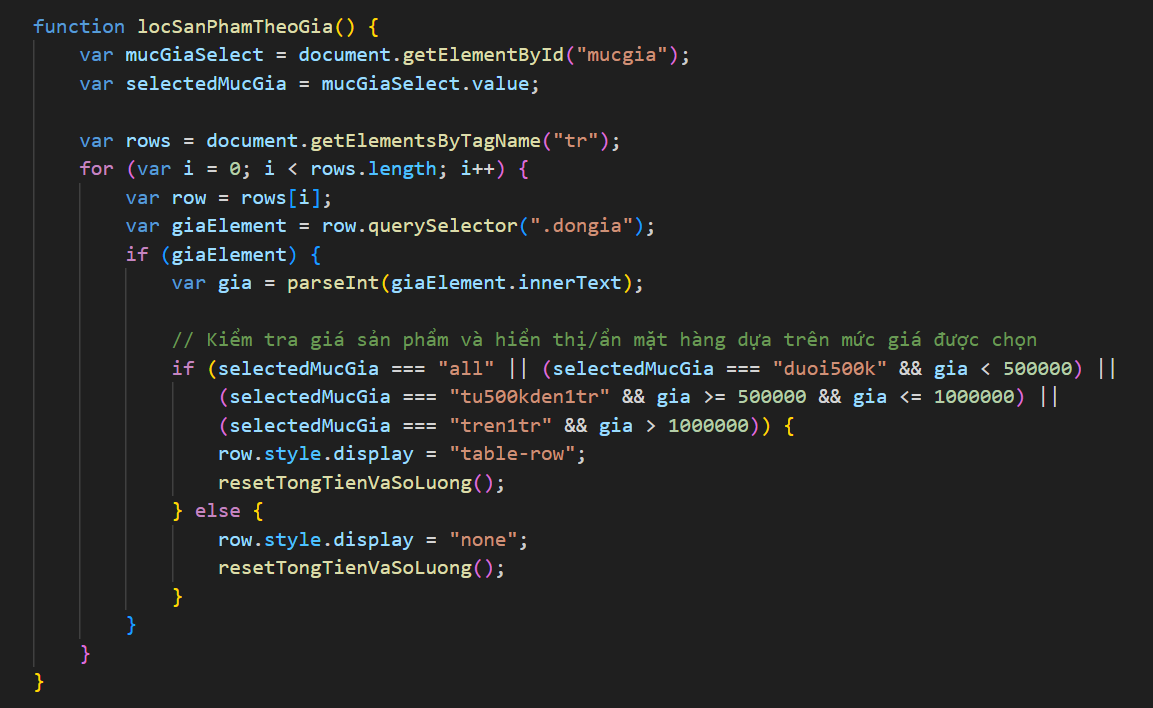 function locSanPhamTheoGia() {
    var mucGiaSelect = document.getElementById("mucgia");
    var selectedMucGia = mucGiaSelect.value;

    var rows = document.getElementsByTagName("tr");
    for (var i = 0; i < rows.length; i++) {
        var row = rows[i];
        var giaElement = row.querySelector(".dongia");
        if (giaElement) {
            var gia = parseInt(giaElement.innerText);

            // Kiểm tra giá sản phẩm và hiển thị/ẩn mặt hàng dựa trên mức giá được chọn
            if (selectedMucGia === "all" || (selectedMucGia === "duoi500k" && gia < 500000) ||
                (selectedMucGia === "tu500kden1tr" && gia >= 500000 && gia <= 1000000) ||
                (selectedMucGia === "tren1tr" && gia > 1000000)) {
                row.style.display = "table-row";
                resetTongTienVaSoLuong();
            } else {
                row.style.display = "none";
                resetTongTienVaSoLuong();
            }
        }
    }
}